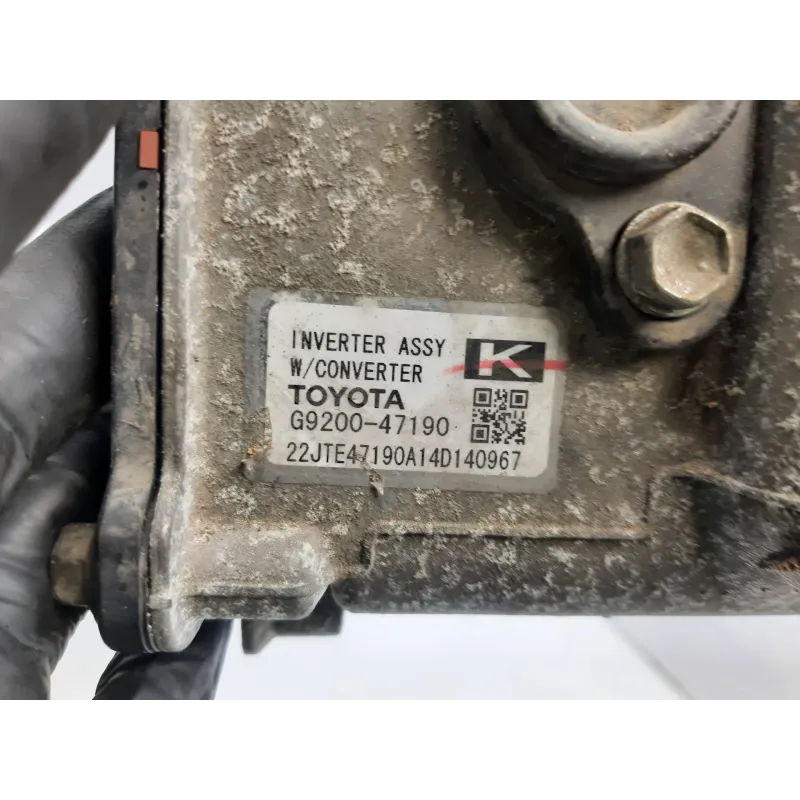 INVERTER ASSY
W/CONVERTER
K
TOYOTA
G9200-47190
22JTE47190A14D140967